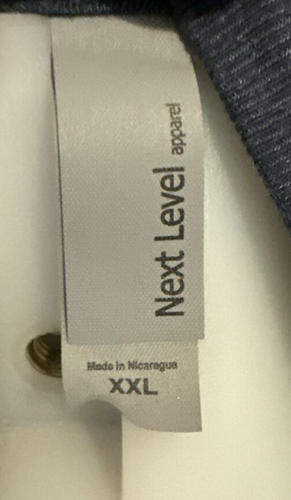 Next Level
apparel
Made in Nicaragua
XXL